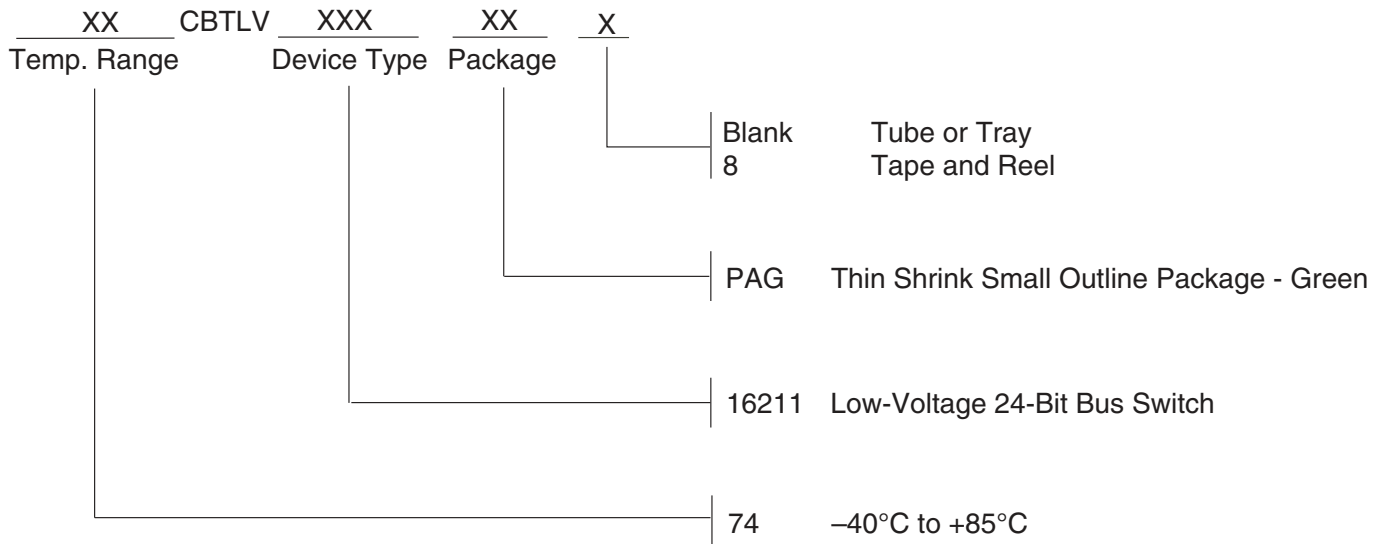 XX CBTLV XXX XX X
Temp. Range Device Type Package
Blank Tube or Tray
8 Tape and Reel
PAG Thin Shrink Small Outline Package - Green
16211 Low-Voltage 24-Bit Bus Switch
74 –40°C to +85°C